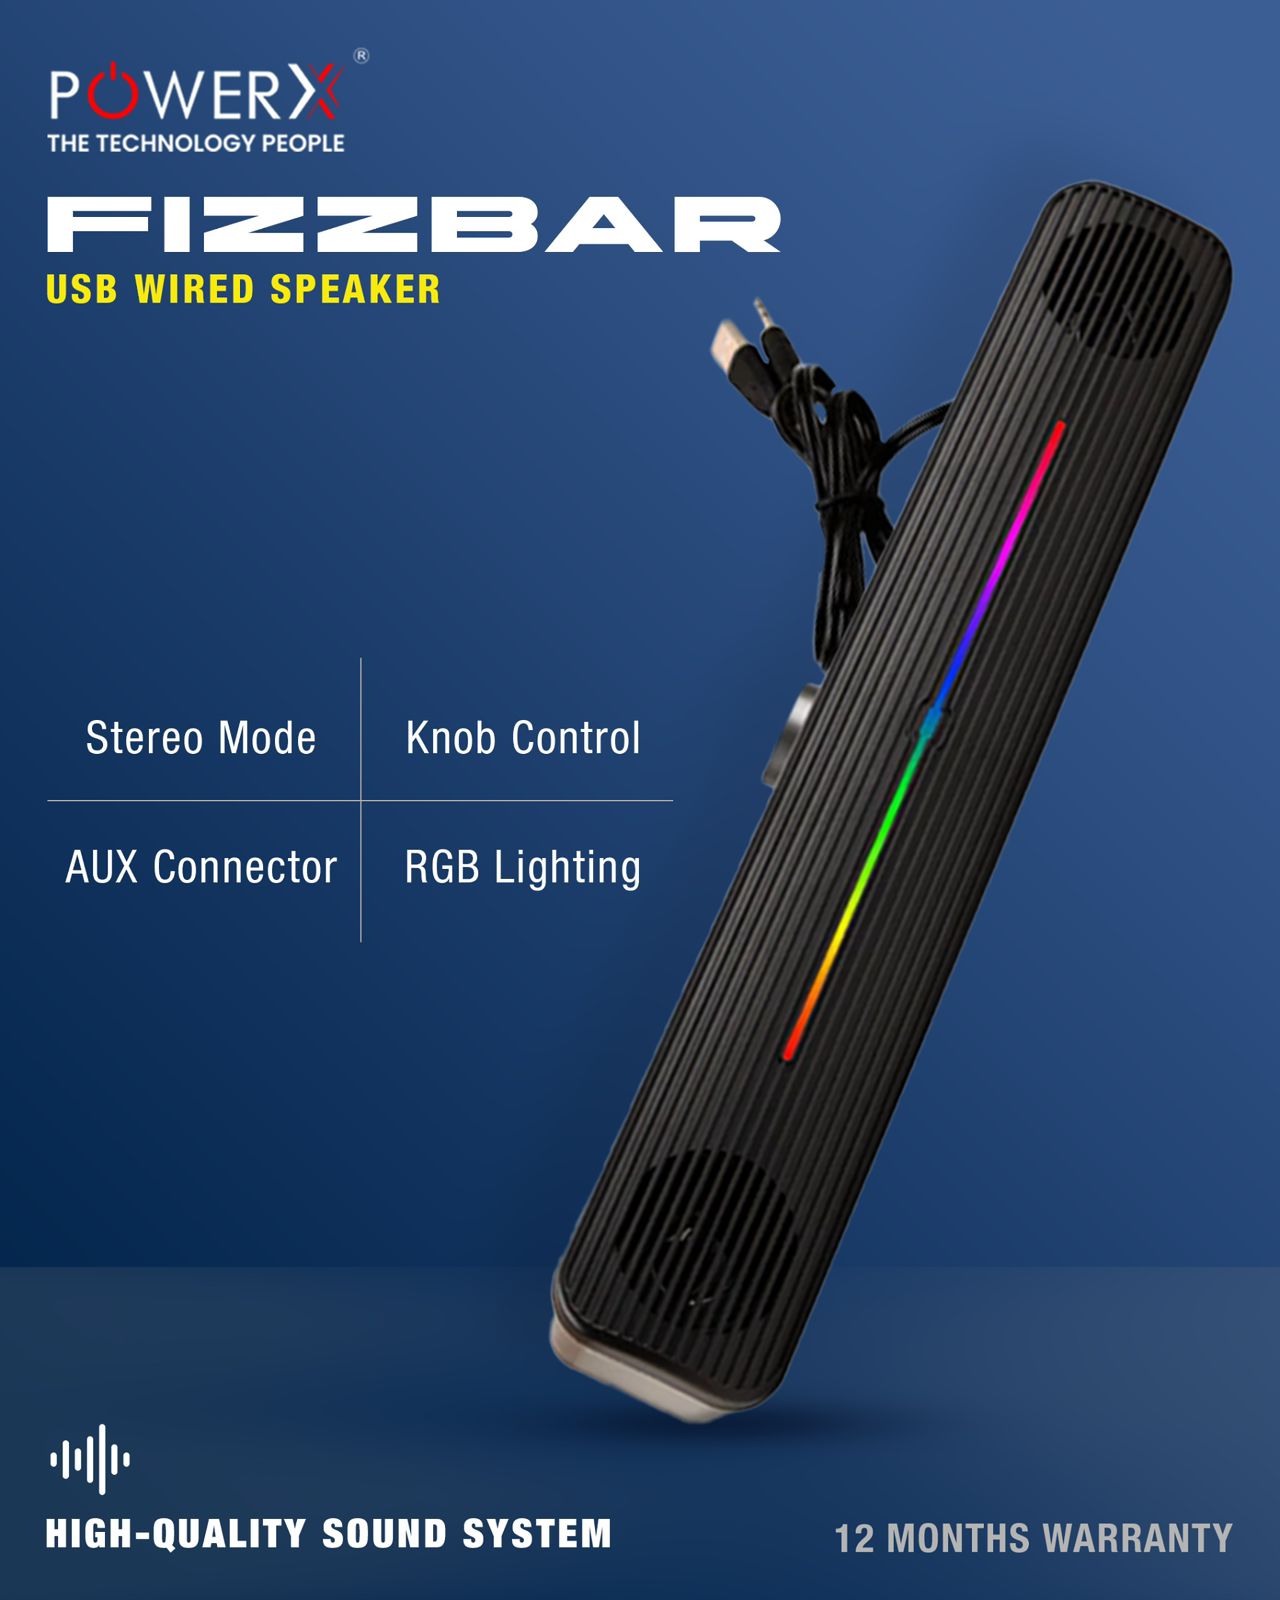 POWERX®
THE TECHNOLOGY PEOPLE
FIZZBAR
USB WIRED SPEAKER
Stereo Mode
Knob Control
AUX Connector
RGB Lighting
HIGH-QUALITY SOUND SYSTEM
12 MONTHS WARRANTY